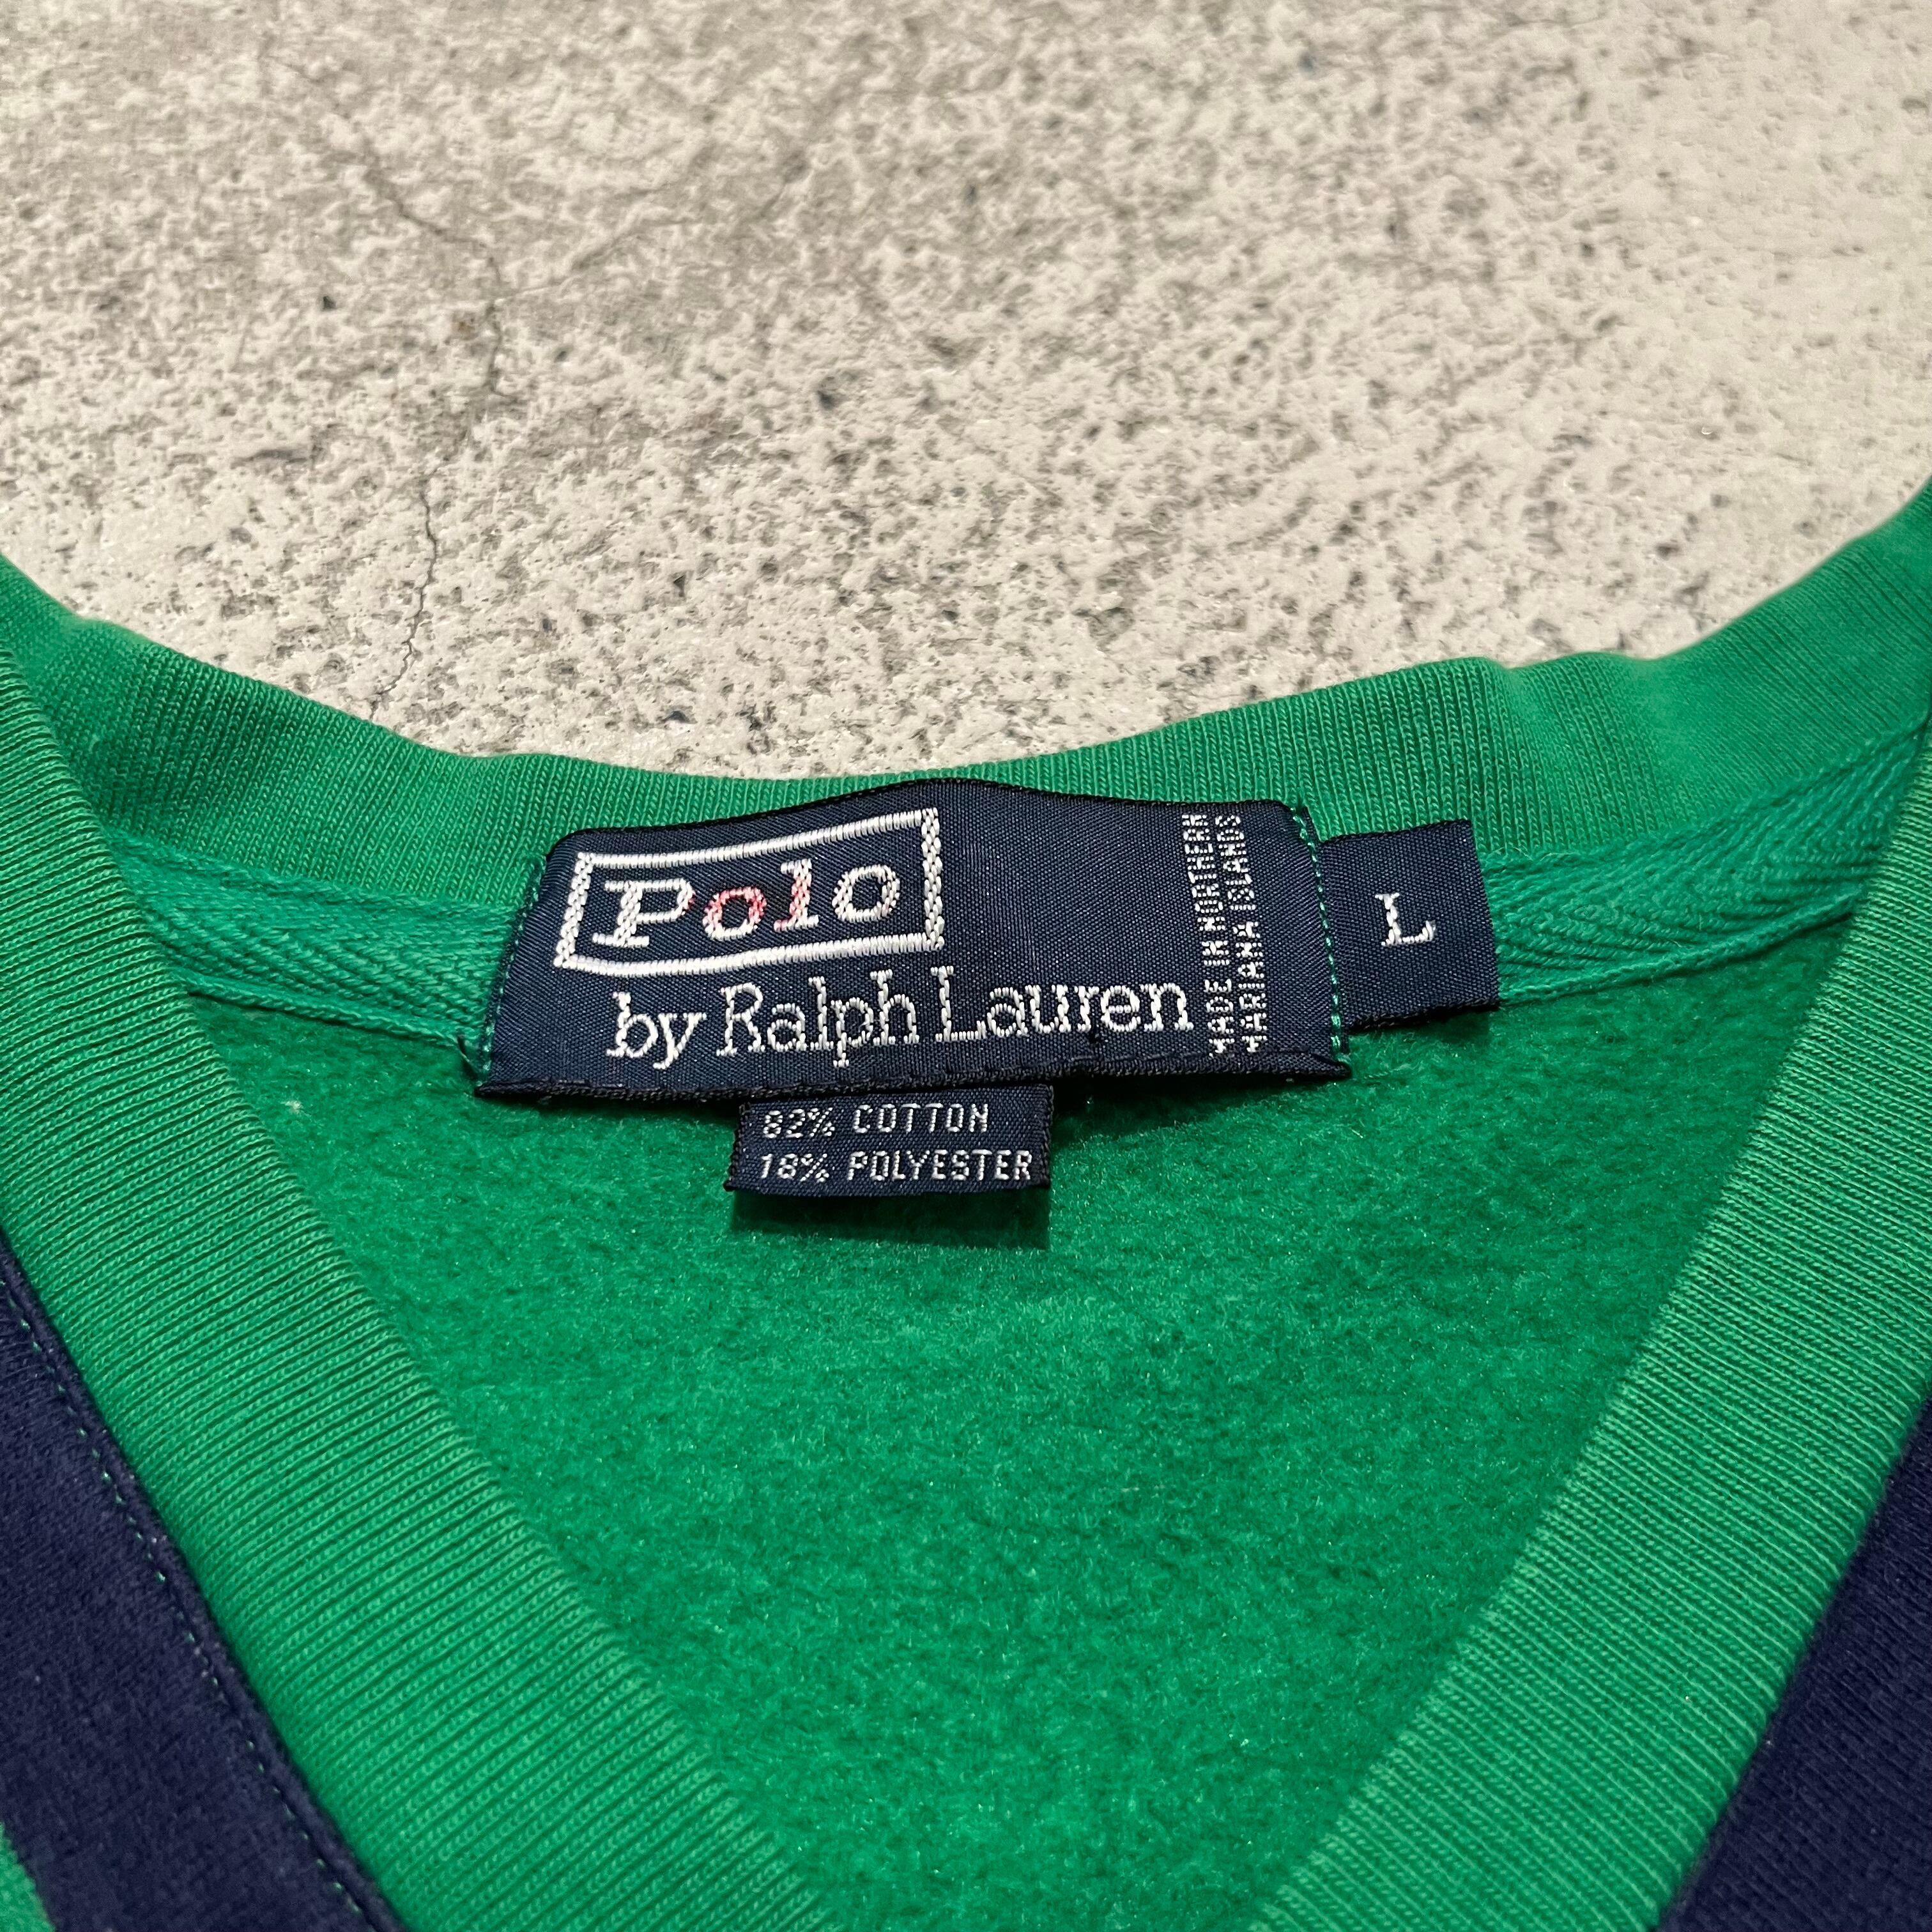 Polo
by Ralph Lauren
MADE IN NORTHERN
MARIANA ISLANDS
L
82% COTTON
18% POLYESTER